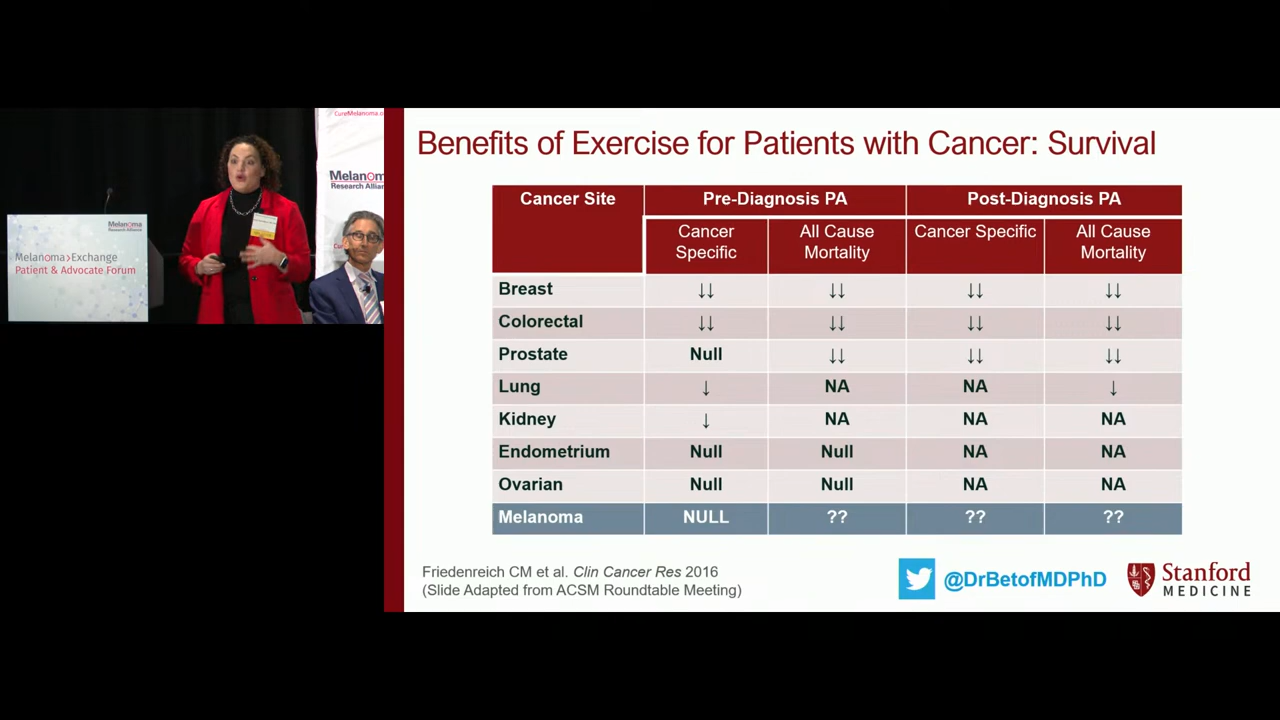 CureMelanoma.o
Melanom
Research Allian
Melanoma
Research Alliance
Melanoma>Exchange
Patient & Advocate Forum
Benefits of Exercise for Patients with Cancer: Survival
Cancer Site Pre-Diagnosis PA Post-Diagnosis PA
Cancer Specific All Cause Mortality Cancer Specific All Cause Mortality
Breast ↓↓ ↓↓ ↓↓ ↓↓
Colorectal ↓↓ ↓↓ ↓↓ ↓↓
Prostate Null ↓↓ ↓↓ ↓↓
Lung ↓ NA NA ↓
Kidney ↓ NA NA NA
Endometrium Null Null NA NA
Ovarian Null Null NA NA
Melanoma NULL ?? ?? ??
Friedenreich CM et al. Clin Cancer Res 2016
(Slide Adapted from ACSM Roundtable Meeting)
@DrBetofMDPhD
Stanford
MEDICINE